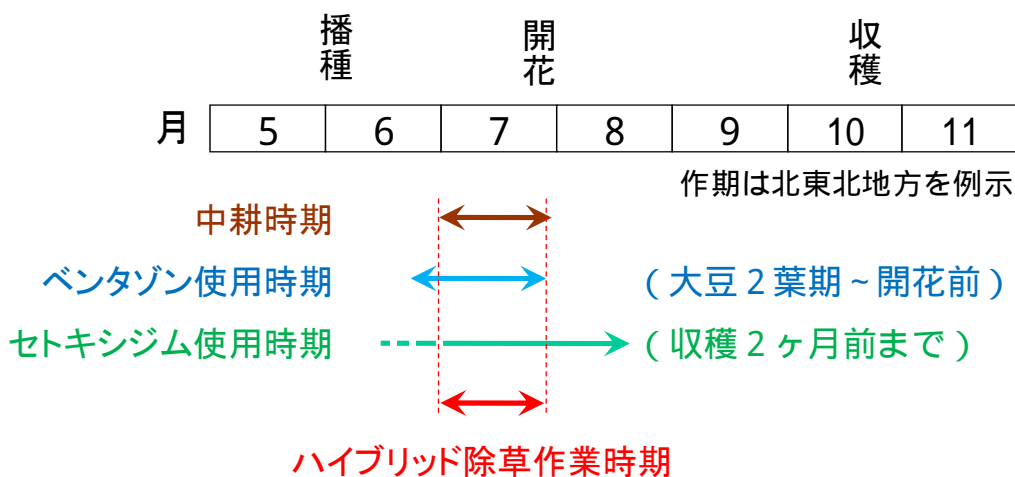 播種
開花
収穫
月 5 6 7 8 9 10 11
作期は北東北地方を例示
中耕時期
ベンタゾン使用時期 (大豆2葉期~開花前)
セトキシジム使用時期 (収穫2ヶ月前まで)
ハイブリッド除草作業時期